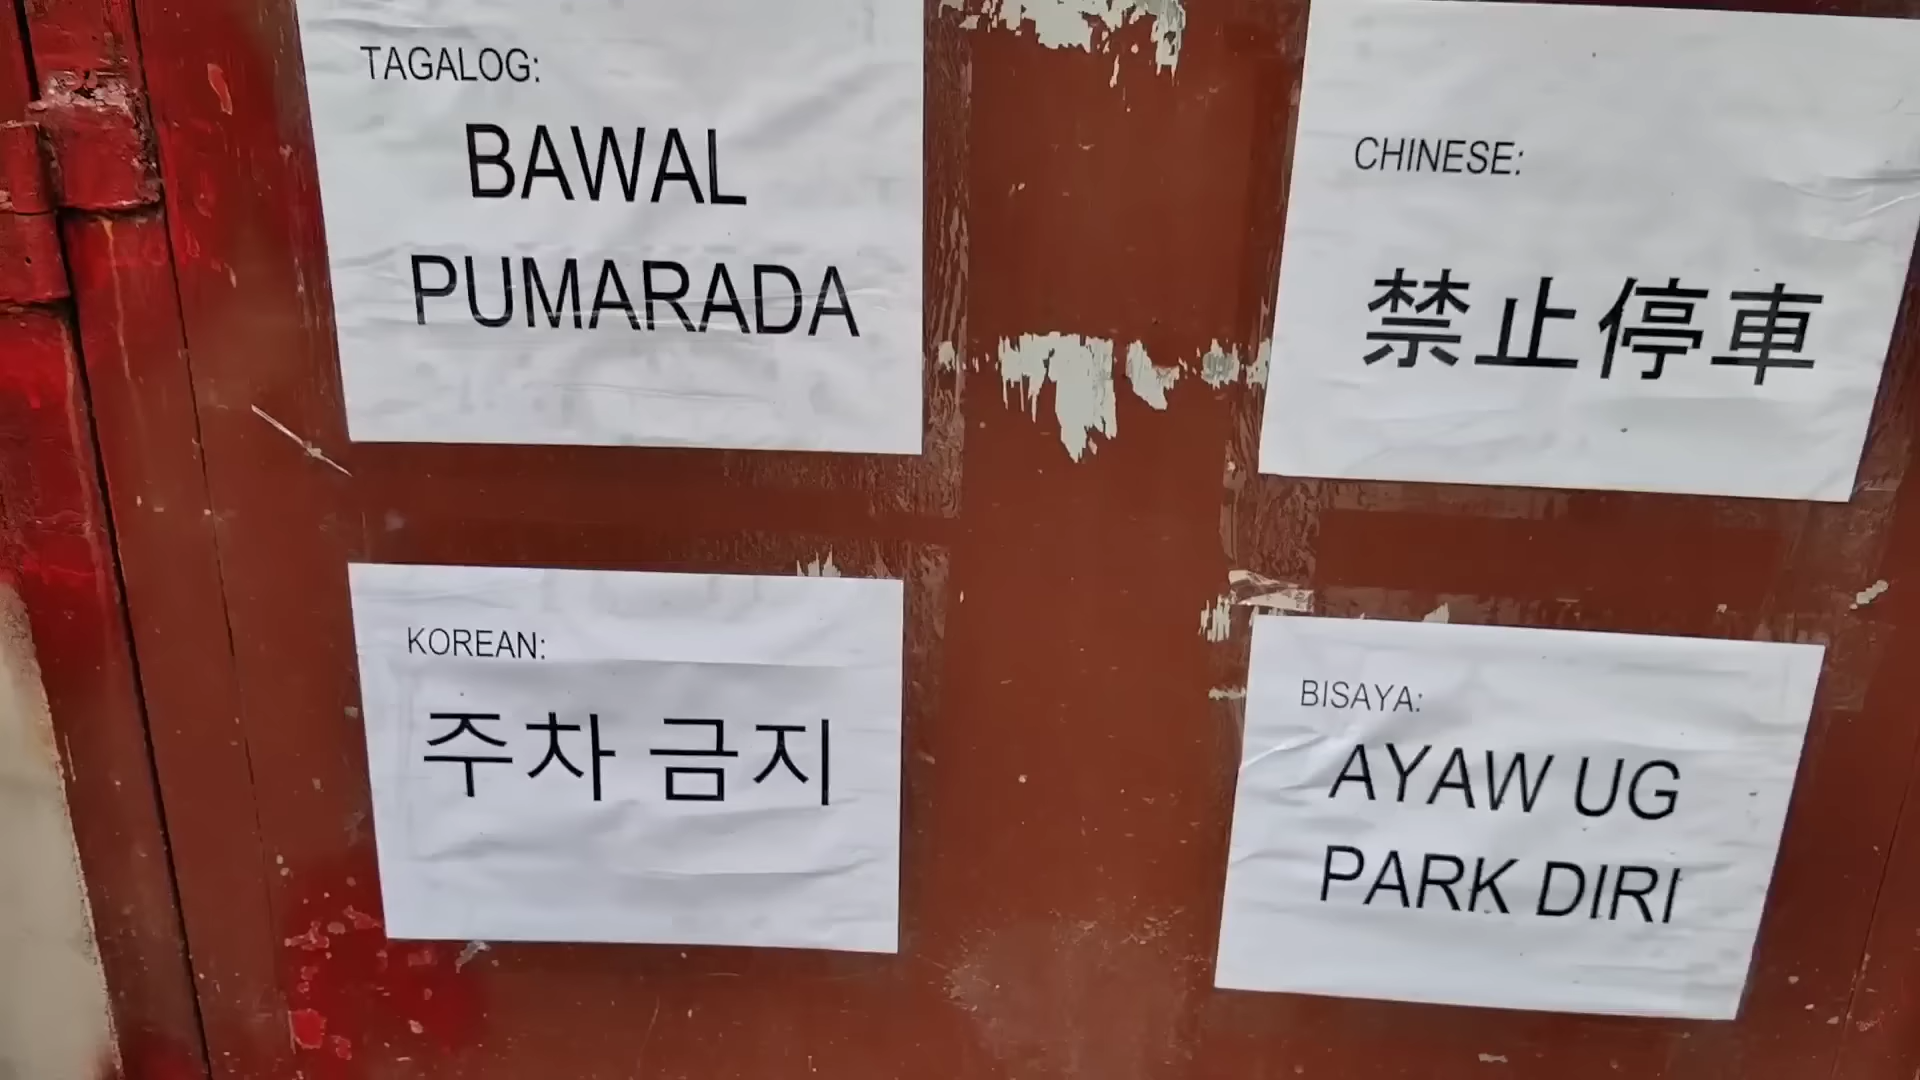 TAGALOG:
BAWAL
PUMARADA
CHINESE:
禁止停車
KOREAN:
주차 금지
BISAYA:
AYAW UG
PARK DIRI